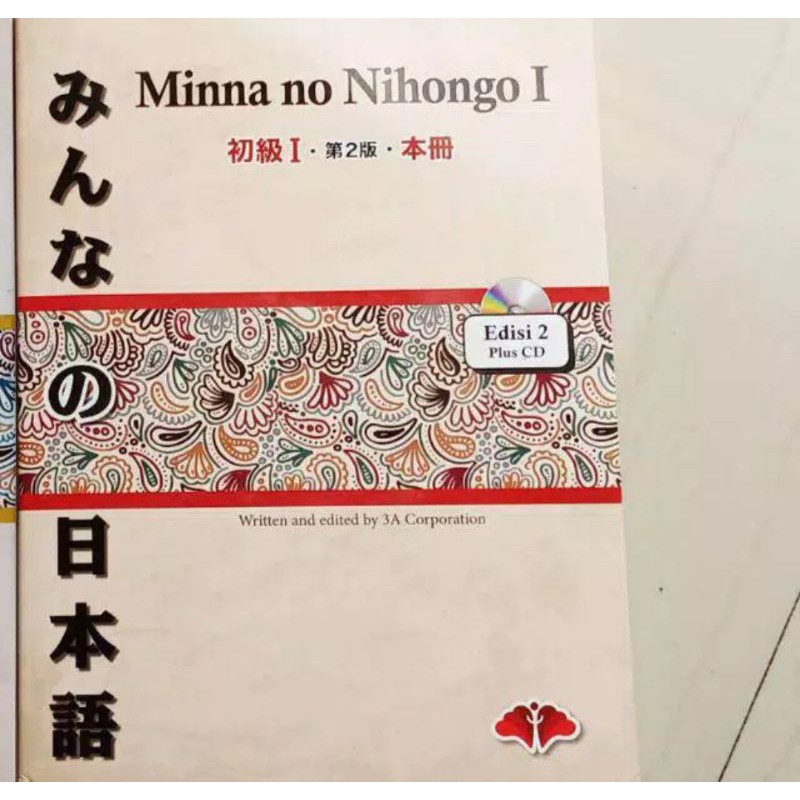 みんなの日本語
Minna no Nihongo I
初級I・第2版・本冊
Edisi 2
Plus CD
Written and edited by 3A Corporation